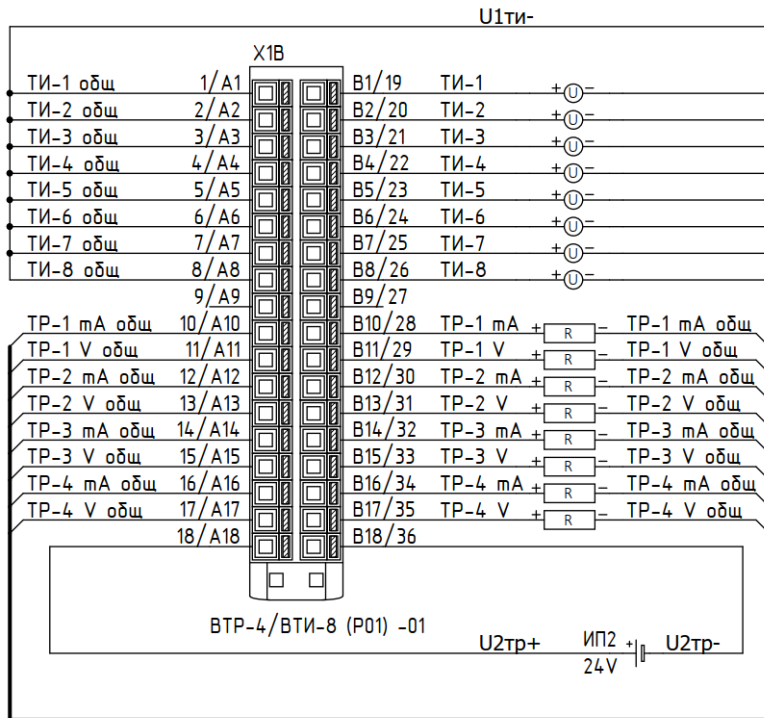 U1ти-
X1B
ТИ-1 общ 1/A1 B1/19 ТИ-1 + U -
ТИ-2 общ 2/A2 B2/20 ТИ-2 + U -
ТИ-3 общ 3/A3 B3/21 ТИ-3 + U -
ТИ-4 общ 4/A4 B4/22 ТИ-4 + U -
ТИ-5 общ 5/A5 B5/23 ТИ-5 + U -
ТИ-6 общ 6/A6 B6/24 ТИ-6 + U -
ТИ-7 общ 7/A7 B7/25 ТИ-7 + U -
ТИ-8 общ 8/A8 B8/26 ТИ-8 + U -
9/A9 B9/27
ТР-1 mA общ 10/A10 B10/28 ТР-1 mA + R - ТР-1 mA общ
ТР-1 V общ 11/A11 B11/29 ТР-1 V + R - ТР-1 V общ
ТР-2 mA общ 12/A12 B12/30 ТР-2 mA + R - ТР-2 mA общ
ТР-2 V общ 13/A13 B13/31 ТР-2 V + R - ТР-2 V общ
ТР-3 mA общ 14/A14 B14/32 ТР-3 mA + R - ТР-3 mA общ
ТР-3 V общ 15/A15 B15/33 ТР-3 V + R - ТР-3 V общ
ТР-4 mA общ 16/A16 B16/34 ТР-4 mA + R - ТР-4 mA общ
ТР-4 V общ 17/A17 B17/35 ТР-4 V + R - ТР-4 V общ
18/A18 B18/36
ВТР-4/ВТИ-8 (P01) -01
U2тр+ ИП2 + U2тр-
24V